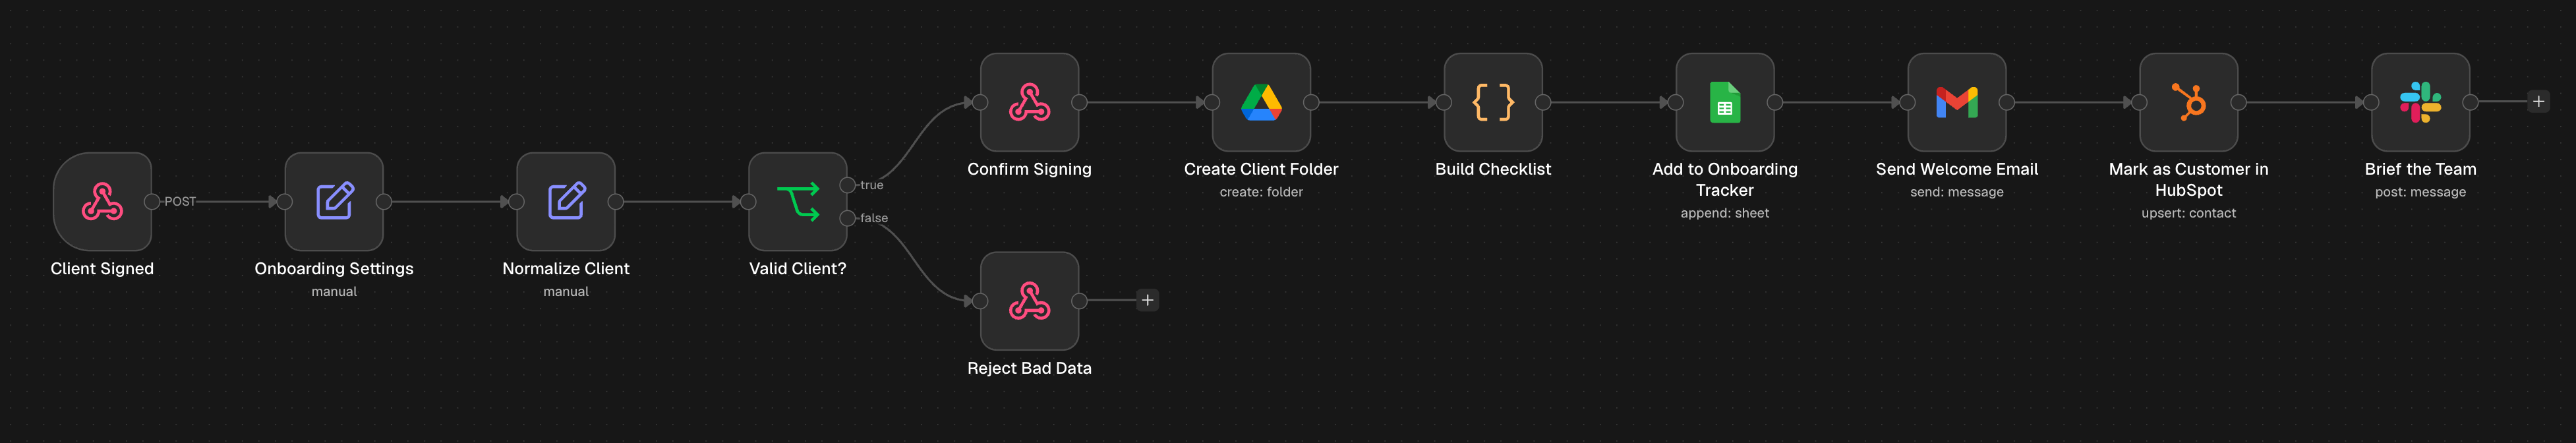 POST
Client Signed
Onboarding Settings
manual
Normalize Client
manual
Valid Client?
true
false
Confirm Signing
Create Client Folder
create: folder
Build Checklist
Add to Onboarding
Tracker
append: sheet
Send Welcome Email
send: message
Mark as Customer in
HubSpot
upsert: contact
Brief the Team
post: message
Reject Bad Data